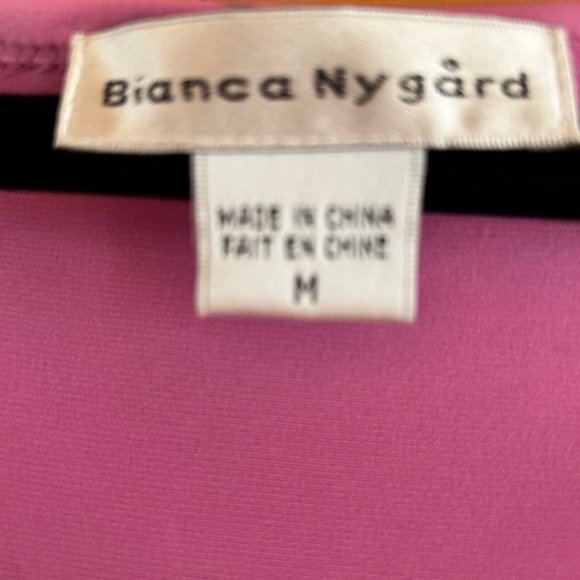 Bianca Nygård
MADE IN CHINA
FAIT EN CHINE
M